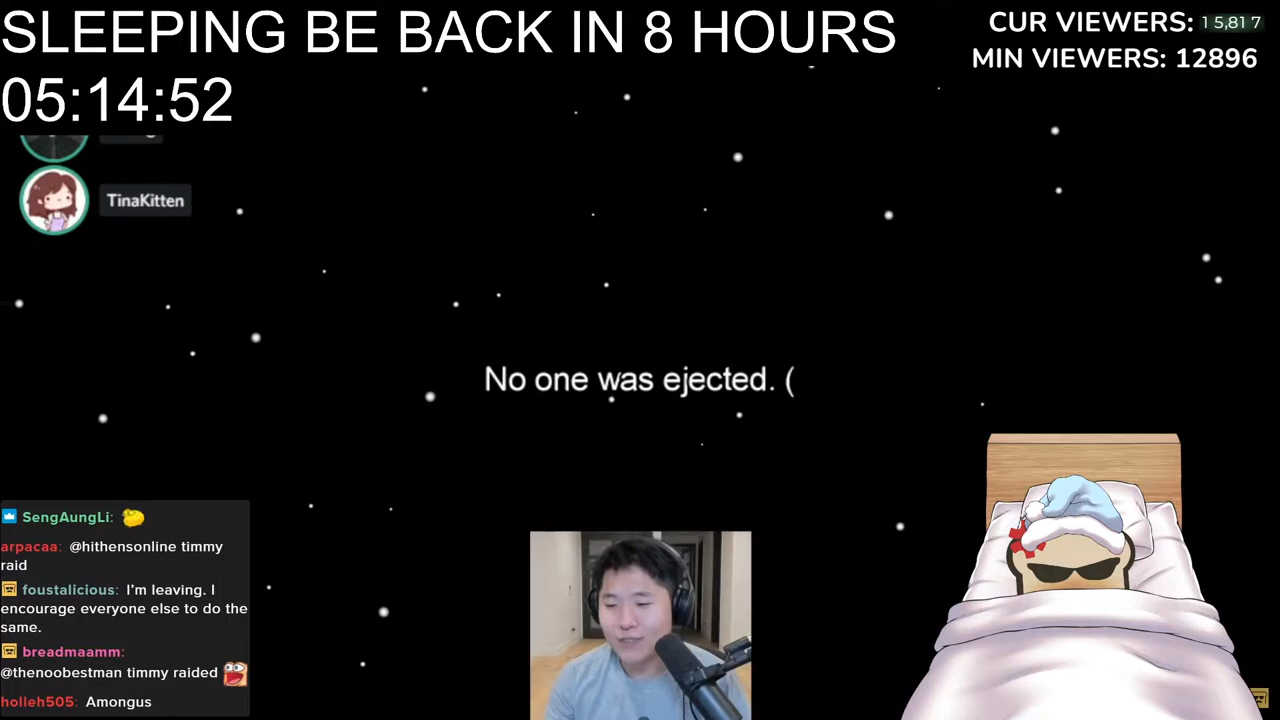 SLEEPING BE BACK IN 8 HOURS
05:14:52
CUR VIEWERS: 15,817
MIN VIEWERS: 12896
TinaKitten
No one was ejected. (
SengAungLi:
arpacaa: @hithensonline timmy
raid
foustalicious: I'm leaving. I
encourage everyone else to do the
same.
breadmaamm:
@thenoobestman timmy raided
holleh505: Amongus